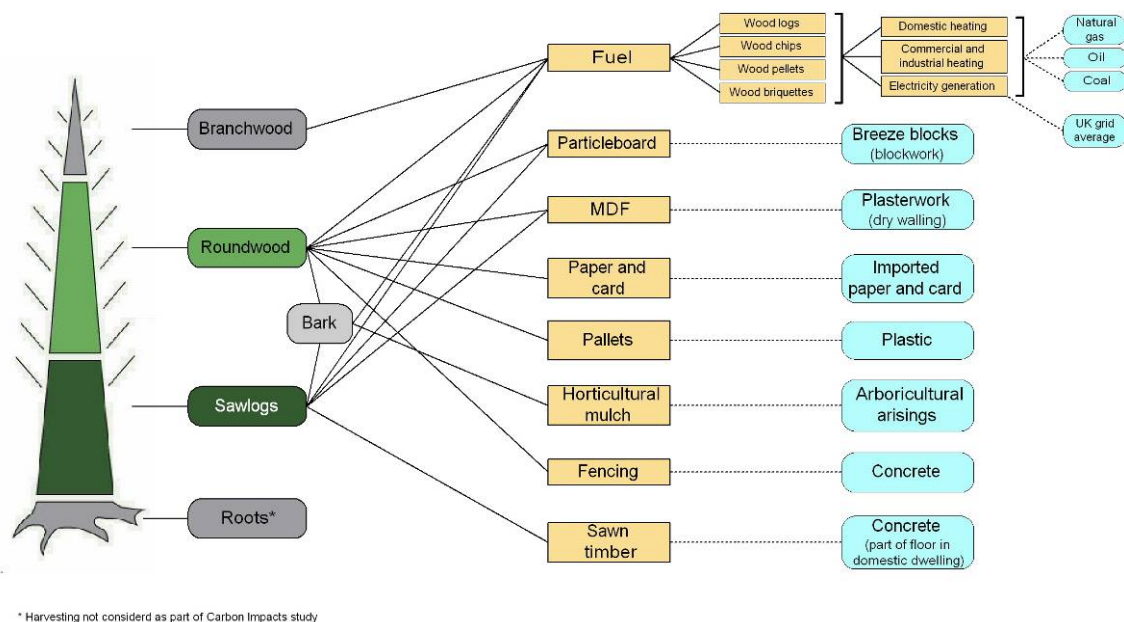 Wood logs
Wood chips
Wood pellets
Wood briquettes
Fuel
Domestic heating
Commercial and
industrial heating
Electricity generation
Natural
gas
Oil
Coal
UK grid
average
Branchwood
Particleboard
Breeze blocks
(blockwork)
MDF
Plasterwork
(dry walling)
Roundwood
Paper and
card
Imported
paper and card
Bark
Pallets
Plastic
Sawlogs
Horticultural
mulch
Arboricultural
arisings
Fencing
Concrete
Roots*
Sawn
timber
Concrete
(part of floor in
domestic dwelling)
* Harvesting not considerd as part of Carbon Impacts study